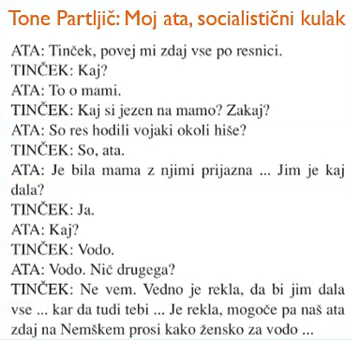 Tone Partljič: Moj ata, socialistični kulak
ATA: Tinček, povej mi zdaj vse po resnici.
TINČEK: Kaj?
ATA: To o mami.
TINČEK: Kaj si jezen na mamo? Zakaj?
ATA: So res hodili vojaki okoli hiše?
TINČEK: So, ata.
ATA: Je bila mama z njimi prijazna ... Jim je kaj
dala?
TINČEK: Ja.
ATA: Kaj?
TINČEK: Vodo.
ATA: Vodo. Nič drugega?
TINČEK: Ne vem. Vedno je rekla, da bi jim dala
vse ... kar da tudi tebi ... Je rekla, mogoče pa naš ata
zdaj na Nemškem prosi kako žensko za vodo ...